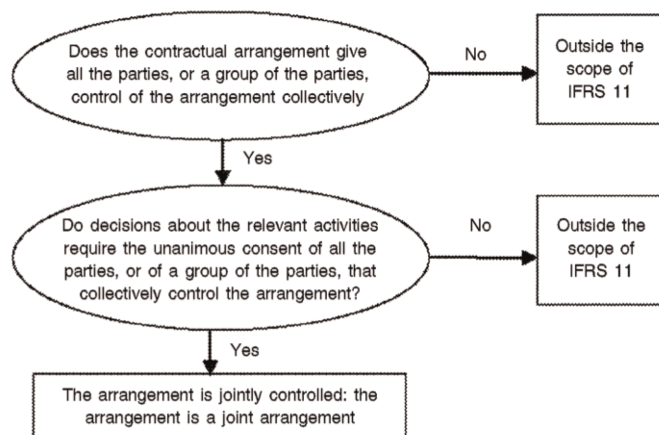 Does the contractual arrangement give
all the parties, or a group of the parties,
control of the arrangement collectively
No
Outside the
scope of
IFRS 11
Yes
Do decisions about the relevant activities
require the unanimous consent of all the
parties, or of a group of the parties, that
collectively control the arrangement?
No
Outside the
scope of
IFRS 11
Yes
The arrangement is jointly controlled: the
arrangement is a joint arrangement